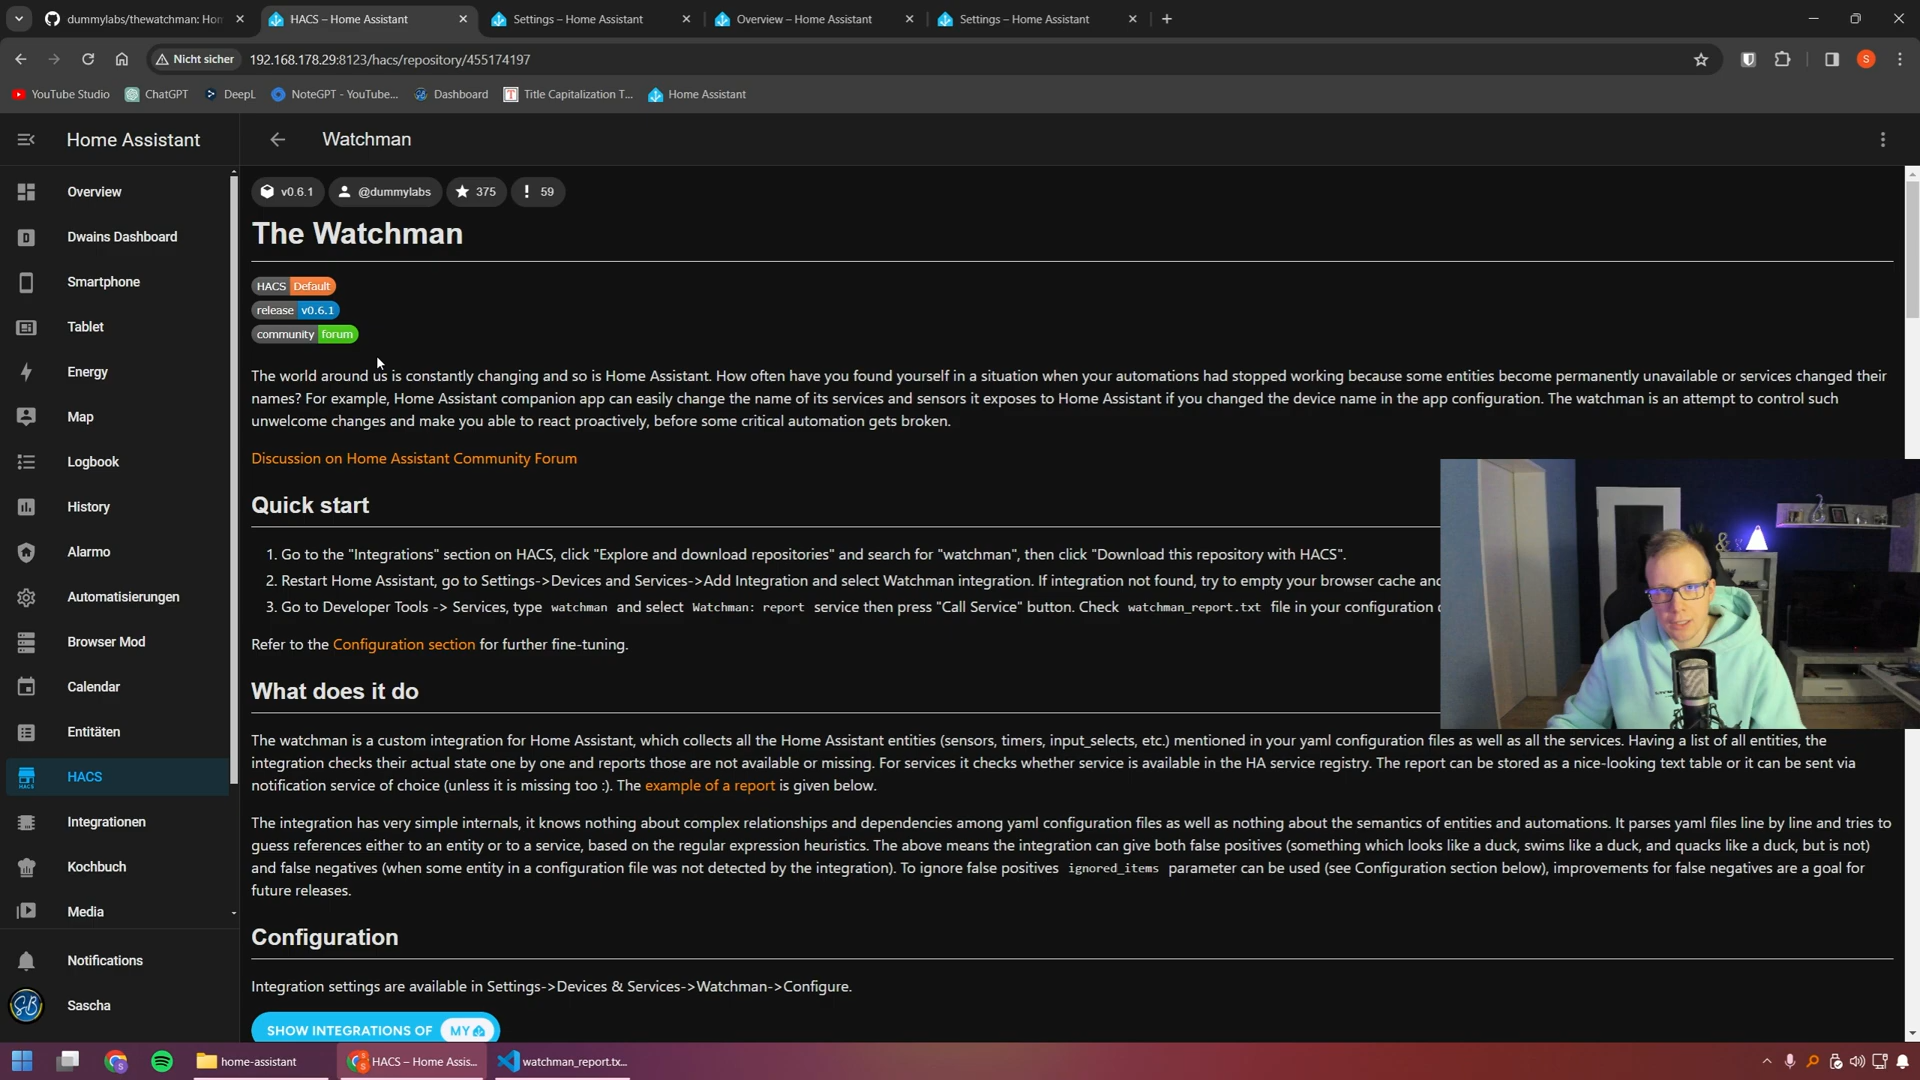 dummylabs/thewatchman: Hom
HACS – Home Assistant
Settings – Home Assistant
Overview – Home Assistant
Settings – Home Assistant
Nicht sicher
192.168.178.29:8123/hacs/repository/455174197
S
YouTube Studio
ChatGPT
DeepL
NoteGPT - YouTube...
Dashboard
Title Capitalization T...
Home Assistant
Home Assistant
Watchman
Overview
Dwains Dashboard
Smartphone
Tablet
Energy
Map
Logbook
History
Alarmo
Automatisierungen
Browser Mod
Calendar
Entitäten
HACS
Integrationen
Kochbuch
Media
Notifications
Sascha
v0.6.1
@dummylabs
375
59
The Watchman
HACS Default
release v0.6.1
community forum
The world around us is constantly changing and so is Home Assistant. How often have you found yourself in a situation when your automations had stopped working because some entities become permanently unavailable or services changed their
names? For example, Home Assistant companion app can easily change the name of its services and sensors it exposes to Home Assistant if you changed the device name in the app configuration. The watchman is an attempt to control such
unwelcome changes and make you able to react proactively, before some critical automation gets broken.
Discussion on Home Assistant Community Forum
Quick start
1. Go to the "Integrations" section on HACS, click "Explore and download repositories" and search for "watchman", then click "Download this repository with HACS".
2. Restart Home Assistant, go to Settings->Devices and Services->Add Integration and select Watchman integration. If integration not found, try to empty your browser cache and
3. Go to Developer Tools -> Services, type watchman and select Watchman: report service then press "Call Service" button. Check watchman_report.txt file in your configuration
Refer to the Configuration section for further fine-tuning.
What does it do
The watchman is a custom integration for Home Assistant, which collects all the Home Assistant entities (sensors, timers, input_selects, etc.) mentioned in your yaml configuration files as well as all the services. Having a list of all entities, the
integration checks their actual state one by one and reports those are not available or missing. For services it checks whether service is available in the HA service registry. The report can be stored as a nice-looking text table or it can be sent via
notification service of choice (unless it is missing too :). The example of a report is given below.
The integration has very simple internals, it knows nothing about complex relationships and dependencies among yaml configuration files as well as nothing about the semantics of entities and automations. It parses yaml files line by line and tries to
guess references either to an entity or to a service, based on the regular expression heuristics. The above means the integration can give both false positives (something which looks like a duck, swims like a duck, and quacks like a duck, but is not)
and false negatives (when some entity in a configuration file was not detected by the integration). To ignore false positives ignored_items parameter can be used (see Configuration section below), improvements for false negatives are a goal for
future releases.
Configuration
Integration settings are available in Settings->Devices & Services->Watchman->Configure.
SHOW INTEGRATIONS OF MY
home-assistant
HACS – Home Assis...
watchman_report.tx...